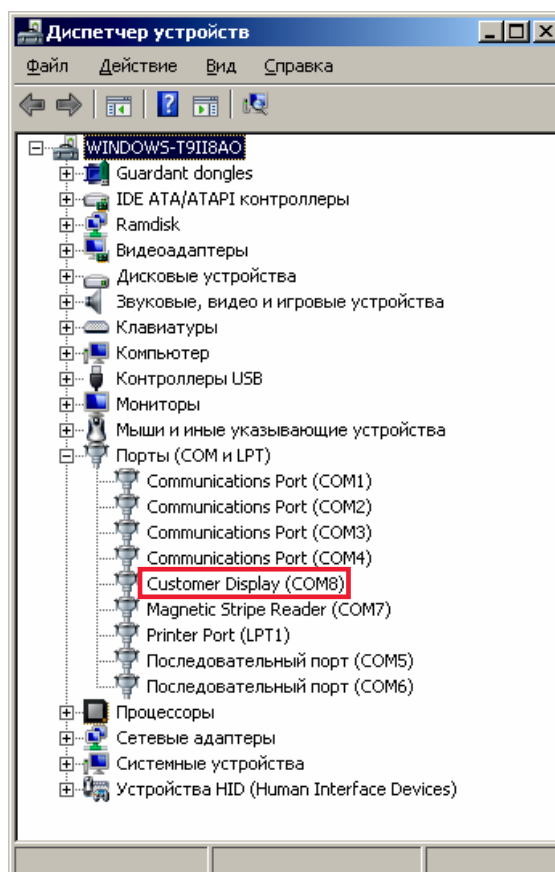 Диспетчер устройств
Файл Действие Вид Справка
WINDOWS-T9II8AO
Guardant dongles
IDE ATA/ATAPI контроллеры
Ramdisk
Видеоадаптеры
Дисковые устройства
Звуковые, видео и игровые устройства
Клавиатуры
Компьютер
Контроллеры USB
Мониторы
Мыши и иные указывающие устройства
Порты (COM и LPT)
Communications Port (COM1)
Communications Port (COM2)
Communications Port (COM3)
Communications Port (COM4)
Customer Display (COM8)
Magnetic Stripe Reader (COM7)
Printer Port (LPT1)
Последовательный порт (COM5)
Последовательный порт (COM6)
Процессоры
Сетевые адаптеры
Системные устройства
Устройства HID (Human Interface Devices)